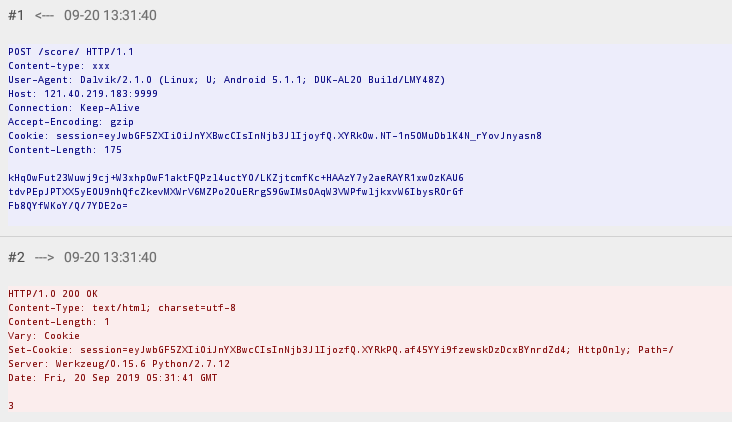 #1 <--- 09-20 13:31:40
POST /score/ HTTP/1.1
Content-type: xxx
User-Agent: Dalvik/2.1.0 (Linux; U; Android 5.1.1; DUK-AL20 Build/LMY48Z)
Host: 121.40.219.183:9999
Connection: Keep-Alive
Accept-Encoding: gzip
Cookie: session=eyJwbGF5ZXIiOiJnYXBwcCIsInNjb3JlIjoyfQ.XYRkOw.NT-1n50MuDblK4N_rYovJnyasn8
Content-Length: 175
kHqOwFut23Wuwj9cj+W3xhpOwF1aktFQPzl4uctYO/LKZjtcmfKc+HAAzY7y2aeRAYR1xwOzKAU6
tdvPEpJPTXX5yEOU9nhQfcZkevMXWrV6MZPo2OuERrgS9GwIMsOAqW3VWPfwljkxvW6IbysROrGf
Fb8QYfWKoY/Q/7YDE2o=
#2 ---> 09-20 13:31:40
HTTP/1.0 200 OK
Content-Type: text/html; charset=utf-8
Content-Length: 1
Vary: Cookie
Set-Cookie: session=eyJwbGF5ZXIiOiJnYXBwcCIsInNjb3JlIjozfQ.XYRkPQ.af45YYi9fzewskDzDcxBYnrdZd4; HttpOnly; Path=/
Server: Werkzeug/0.15.6 Python/2.7.12
Date: Fri, 20 Sep 2019 05:31:41 GMT
3